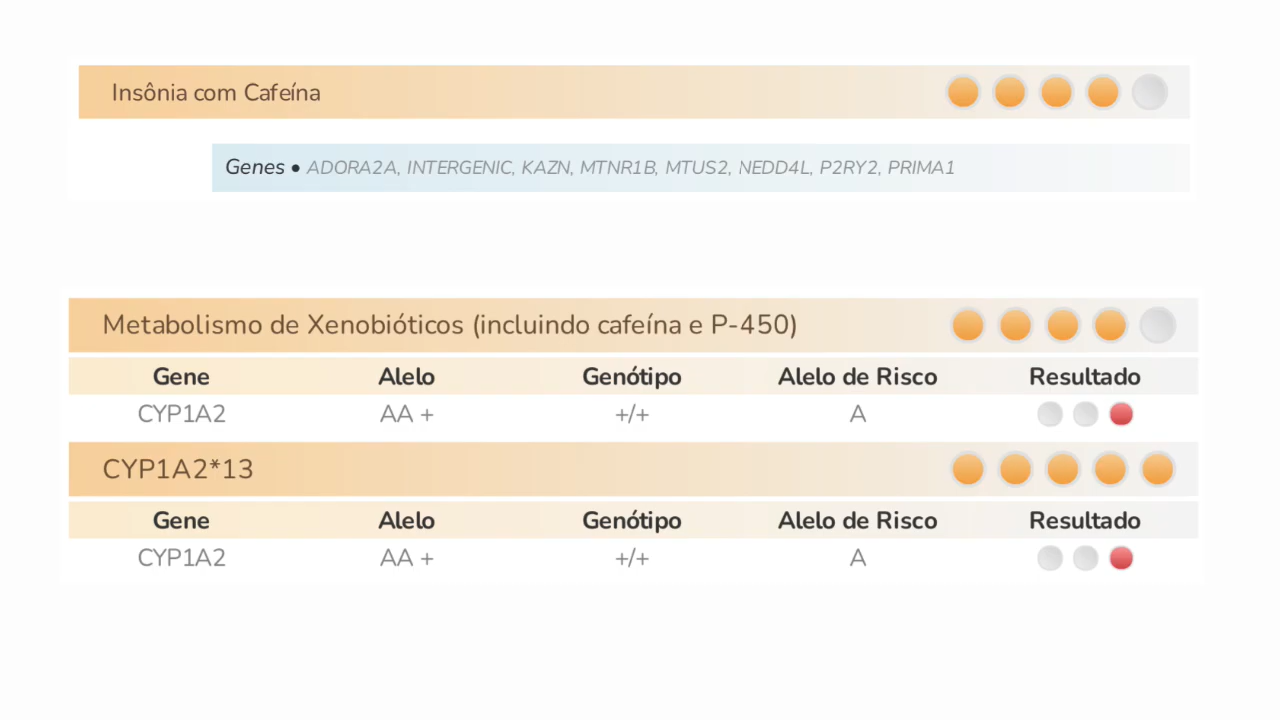 Insônia com Cafeína
Genes • ADORA2A, INTERGENIC, KAZN, MTNR1B, MTUS2, NEDD4L, P2RY2, PRIMA1
Metabolismo de Xenobióticos (incluindo cafeína e P-450)
Gene Alelo Genótipo Alelo de Risco Resultado
CYP1A2 AA + +/+ A
CYP1A2*13
Gene Alelo Genótipo Alelo de Risco Resultado
CYP1A2 AA + +/+ A